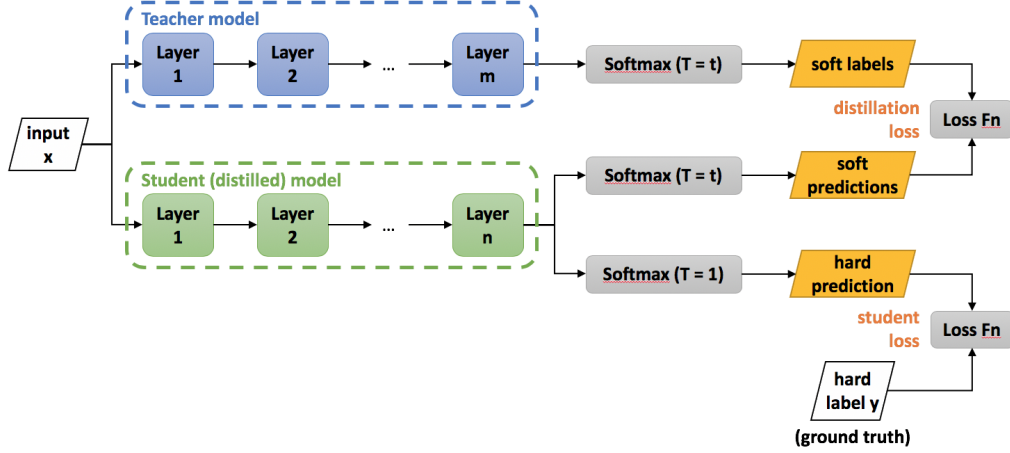 Teacher model
Layer
1
Layer
2
...
Layer
m
Softmax (T = t)
soft labels
distillation
loss
Loss Fn
input
x
Student (distilled) model
Layer
1
Layer
2
...
Layer
n
Softmax (T = t)
soft
predictions
Softmax (T = 1)
hard
prediction
student
loss
Loss Fn
hard
label y
(ground truth)